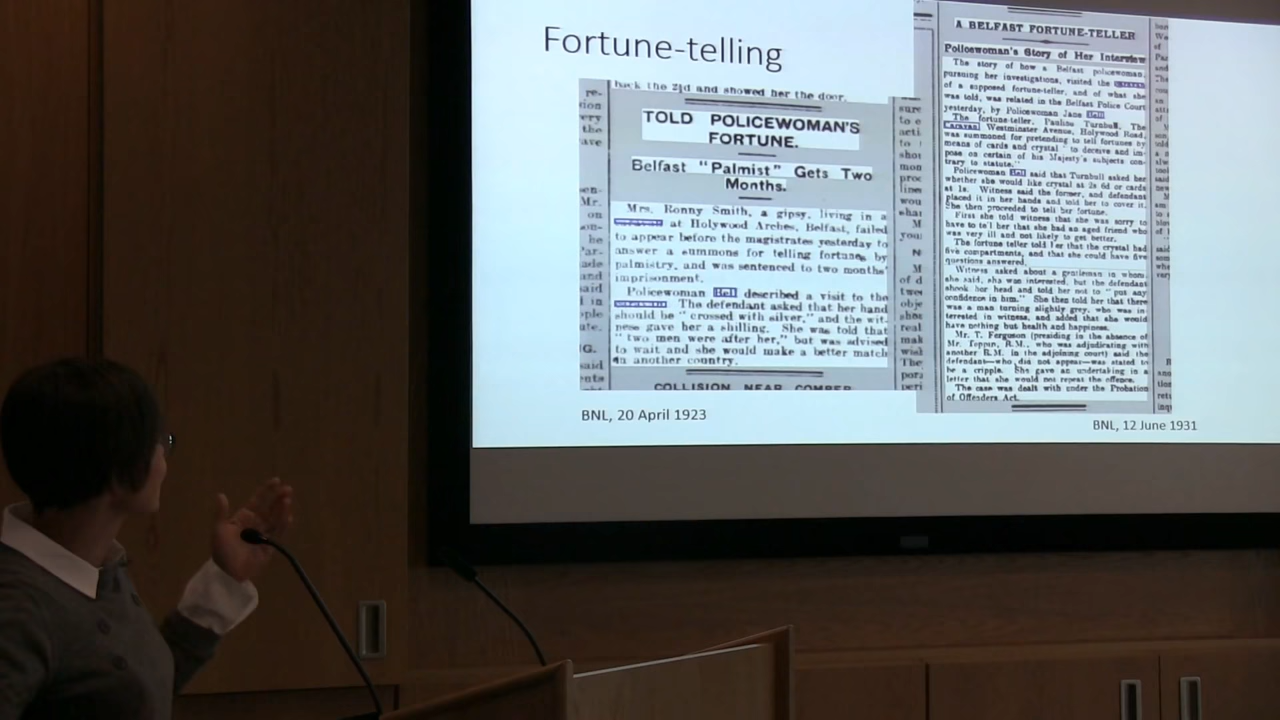 Fortune-telling
back the 2½d and showed her the door.
TOLD POLICEWOMAN'S
FORTUNE.
Belfast "Palmist" Gets Two
Months.
Mrs. Ronny Smith, a gipsy, living in a
at Holywood Arches, Belfast, failed
to appear before the magistrates yesterday to
answer a summons for telling fortunes by
palmistry, and was sentenced to two months'
imprisonment.
Policewoman Bell described a visit to the
The defendant asked that her hand
should be "crossed with silver," and the wit-
ness gave her a shilling. She was told that
"two men were after her," but was advised
to wait and she would make a better match
in another country.
COLLISION NEAR COMBER
BNL, 20 April 1923
A BELFAST FORTUNE-TELLER
Policewoman's Story of Her Interview
The story of how a Belfast policewoman,
pursuing her investigations, visited the
of a supposed fortune-teller, and of what she
was told, was related in the Belfast Police Court
yesterday, by Policewoman Jane Bell
The fortune-teller, Pauline Turnbull, The
Caravan Westminster Avenue, Holywood Road,
was summoned for pretending to tell fortunes by
means of cards and crystal "to deceive and im-
pose on certain of his Majesty's subjects con-
trary to statute."
Policewoman Bell said that Turnbull asked her
whether she would like crystal at 2s 6d or cards
at 1s. Witness said the former, and defendant
placed it in her hands and told her to cover it.
She then proceeded to tell her fortune.
First she told witness that she was sorry to
have to tell her that she had an aged friend who
was very ill and not likely to get better.
The fortune teller told her that the crystal had
five compartments, and that she could have five
questions answered.
Witness asked about a gentleman in whom,
she said, she was interested, but the defendant
shook her head and told her not to "put any
confidence in him." She then told her that there
was a man turning slightly grey, who was in-
terested in witness, and added that she would
have nothing but health and happiness.
Mr. T. Ferguson (presiding in the absence of
Mr. Toppin, R.M., who was adjudicating with
another R.M. in the adjoining court) said the
defendant—who did not appear—was stated to
be a cripple. She gave an undertaking in a
letter that she would not repeat the offence.
The case was dealt with under the Probation
of Offenders Act.
BNL, 12 June 1931